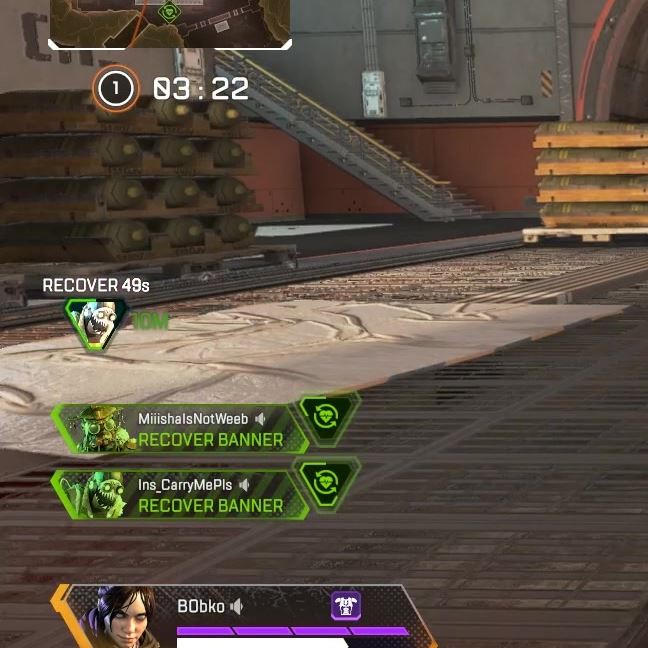 1 03:22
RECOVER 49s
10M
MiiishaIsNotWeeb
RECOVER BANNER
Ins_CarryMePls
RECOVER BANNER
B0bko